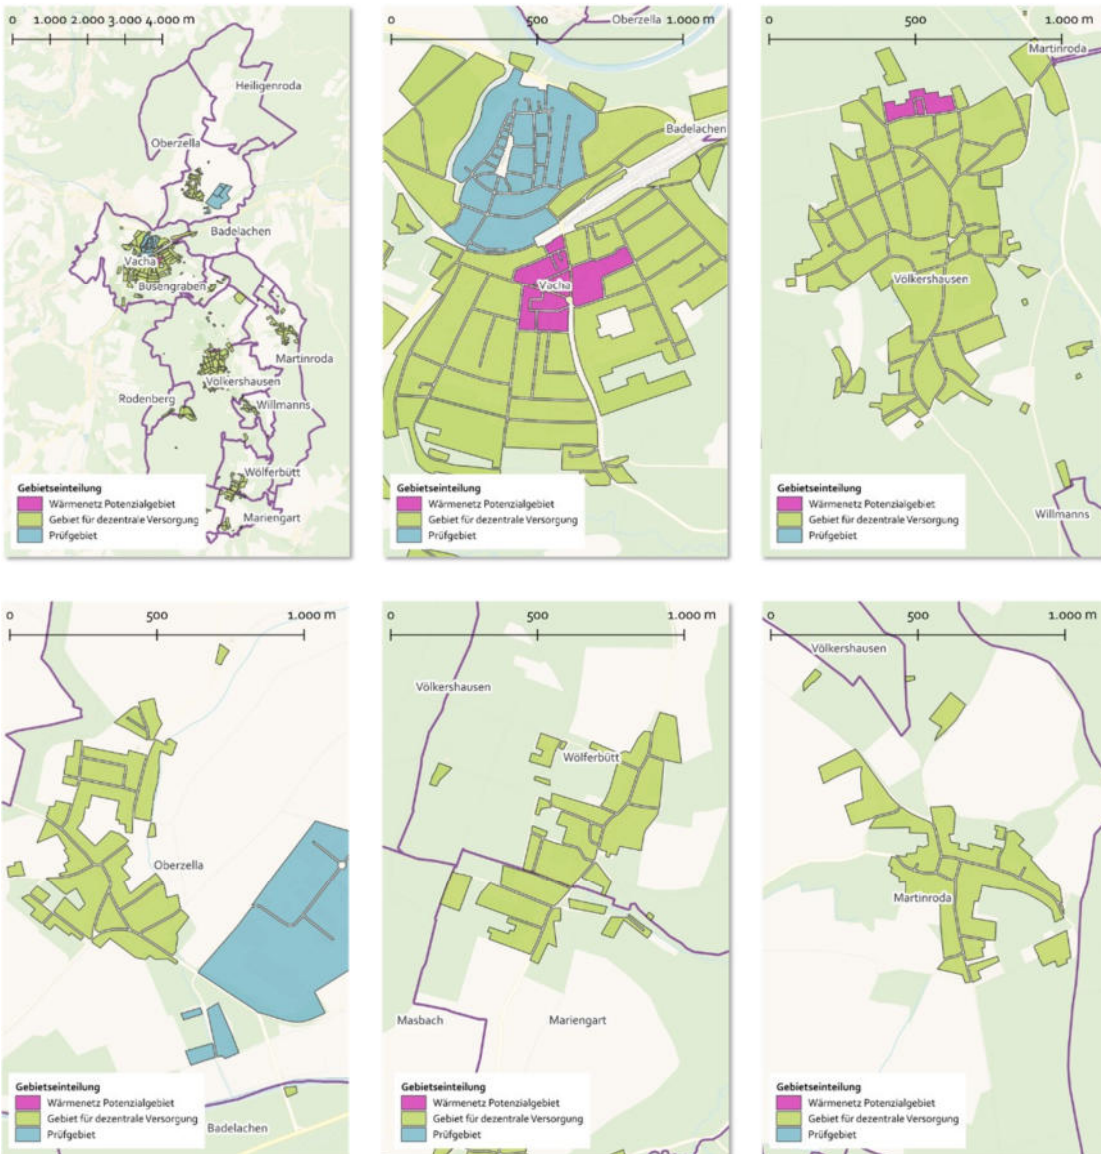 0 1.000 2.000 3.000 4.000 m
Heiligenroda
Oberzella
Badelachen
Vacha
Busengraben
Martinroda
Völkershausen
Rodenberg
Willmanns
Wölferbütt
Mariengart
Gebietseinteilung
Wärmenetz Potenzialgebiet
Gebiet für dezentrale Versorgung
Prüfgebiet
0 500 1.000 m
Oberzella
Badelachen
Vacha
Gebietseinteilung
Wärmenetz Potenzialgebiet
Gebiet für dezentrale Versorgung
Prüfgebiet
0 500 1.000 m
Martinroda
Völkershausen
Willmanns
Gebietseinteilung
Wärmenetz Potenzialgebiet
Gebiet für dezentrale Versorgung
Prüfgebiet
0 500 1.000 m
Oberzella
Badelachen
Gebietseinteilung
Wärmenetz Potenzialgebiet
Gebiet für dezentrale Versorgung
Prüfgebiet
0 500 1.000 m
Völkershausen
Wölferbütt
Masbach
Mariengart
Gebietseinteilung
Wärmenetz Potenzialgebiet
Gebiet für dezentrale Versorgung
Prüfgebiet
0 500 1.000 m
Völkershausen
Martinroda
Gebietseinteilung
Wärmenetz Potenzialgebiet
Gebiet für dezentrale Versorgung
Prüfgebiet